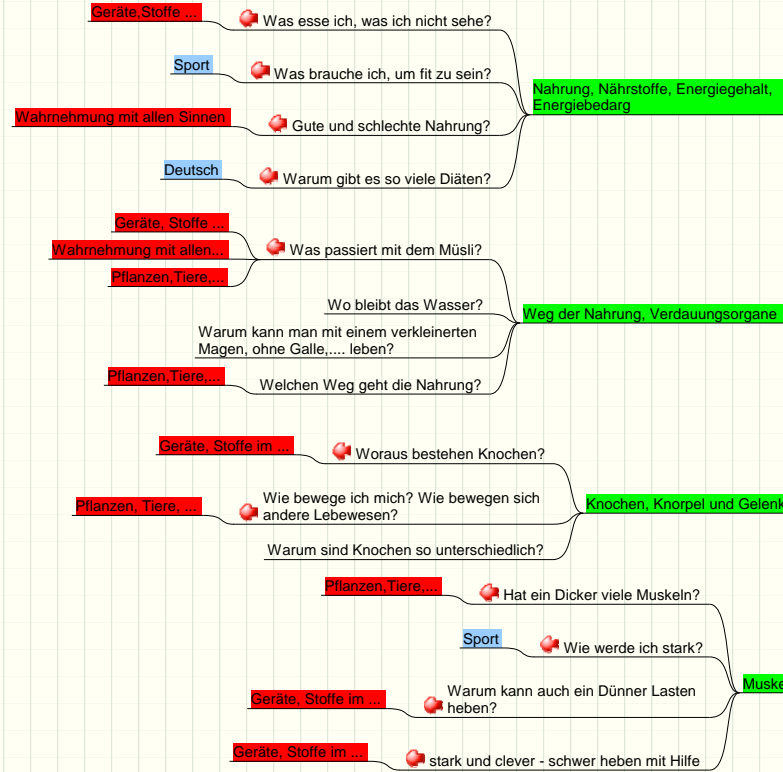 Geräte,Stoffe ...
Was esse ich, was ich nicht sehe?
Sport
Was brauche ich, um fit zu sein?
Nahrung, Nährstoffe, Energiegehalt,
Energiebedarg
Wahrnehmung mit allen Sinnen
Gute und schlechte Nahrung?
Deutsch
Warum gibt es so viele Diäten?
Geräte, Stoffe ...
Wahrnehmung mit allen...
Pflanzen,Tiere,...
Was passiert mit dem Müsli?
Wo bleibt das Wasser?
Weg der Nahrung, Verdauungsorgane
Warum kann man mit einem verkleinerten
Magen, ohne Galle,.... leben?
Pflanzen,Tiere,...
Welchen Weg geht die Nahrung?
Geräte, Stoffe im ...
Woraus bestehen Knochen?
Pflanzen, Tiere, ...
Wie bewege ich mich? Wie bewegen sich
andere Lebewesen?
Knochen, Knorpel und Gelenk
Warum sind Knochen so unterschiedlich?
Pflanzen,Tiere,...
Hat ein Dicker viele Muskeln?
Sport
Wie werde ich stark?
Muske
Geräte, Stoffe im ...
Warum kann auch ein Dünner Lasten
heben?
Geräte, Stoffe im ...
stark und clever - schwer heben mit Hilfe